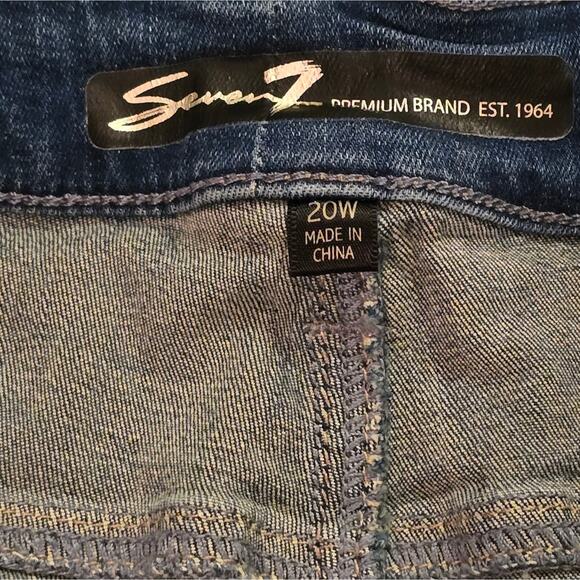 Seven7 PREMIUM BRAND EST. 1964
20W
MADE IN
CHINA